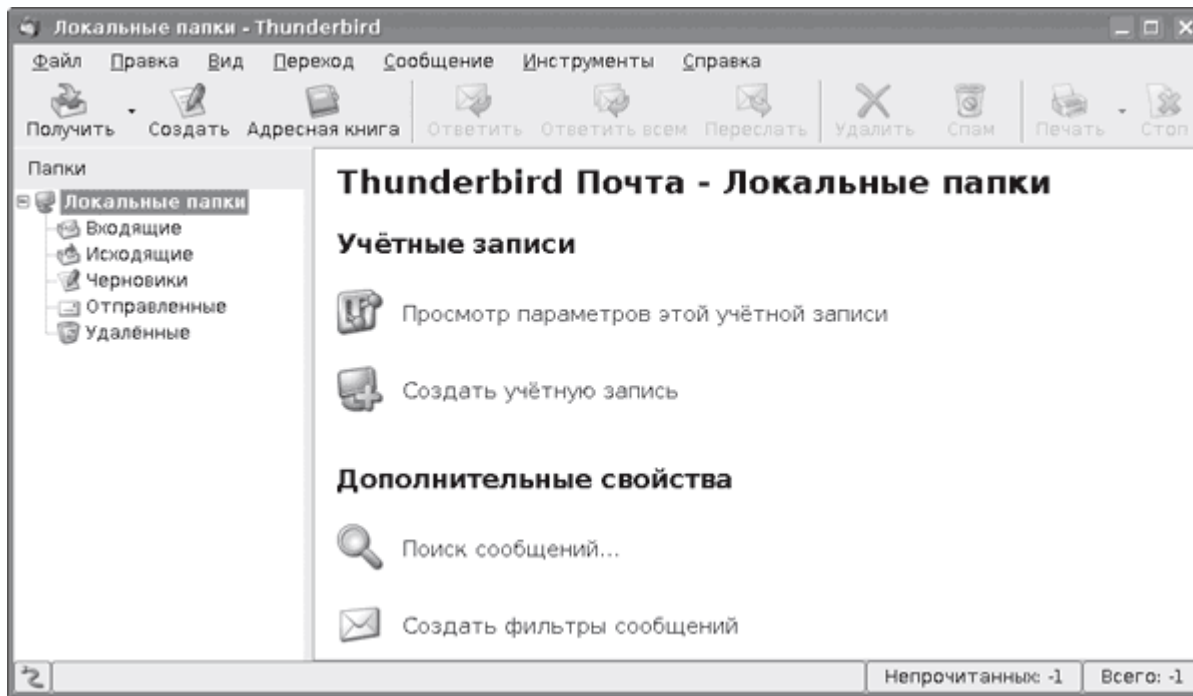 Локальные папки - Thunderbird
Файл Правка Вид Переход Сообщение Инструменты Справка
Получить Создать Адресная книга Ответить Ответить всем Переслать Удалить Спам Печать Стоп
Папки
Локальные папки
Входящие
Исходящие
Черновики
Отправленные
Удалённые
Thunderbird Почта - Локальные папки
Учётные записи
Просмотр параметров этой учётной записи
Создать учётную запись
Дополнительные свойства
Поиск сообщений...
Создать фильтры сообщений
Непрочитанных: -1 Всего: -1